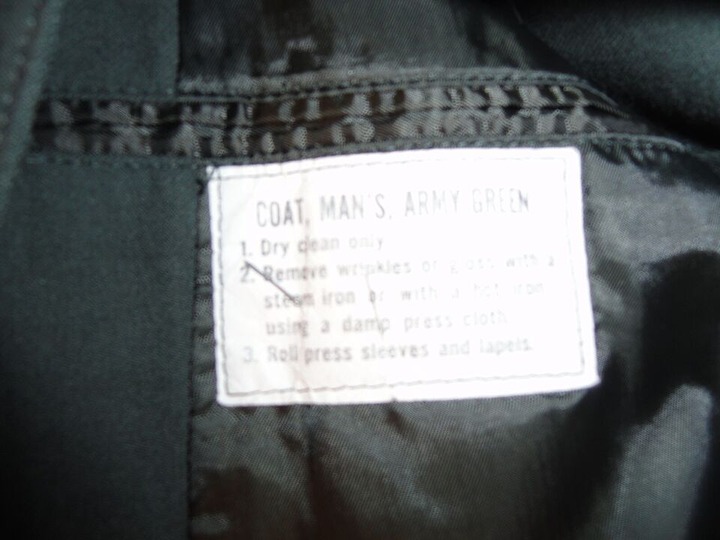 COAT, MAN'S, ARMY GREEN
1. Dry clean only
2. Remove wrinkles or gloss with a
steam iron or with a hot iron
using a damp press cloth.
3. Roll press sleeves and lapels.